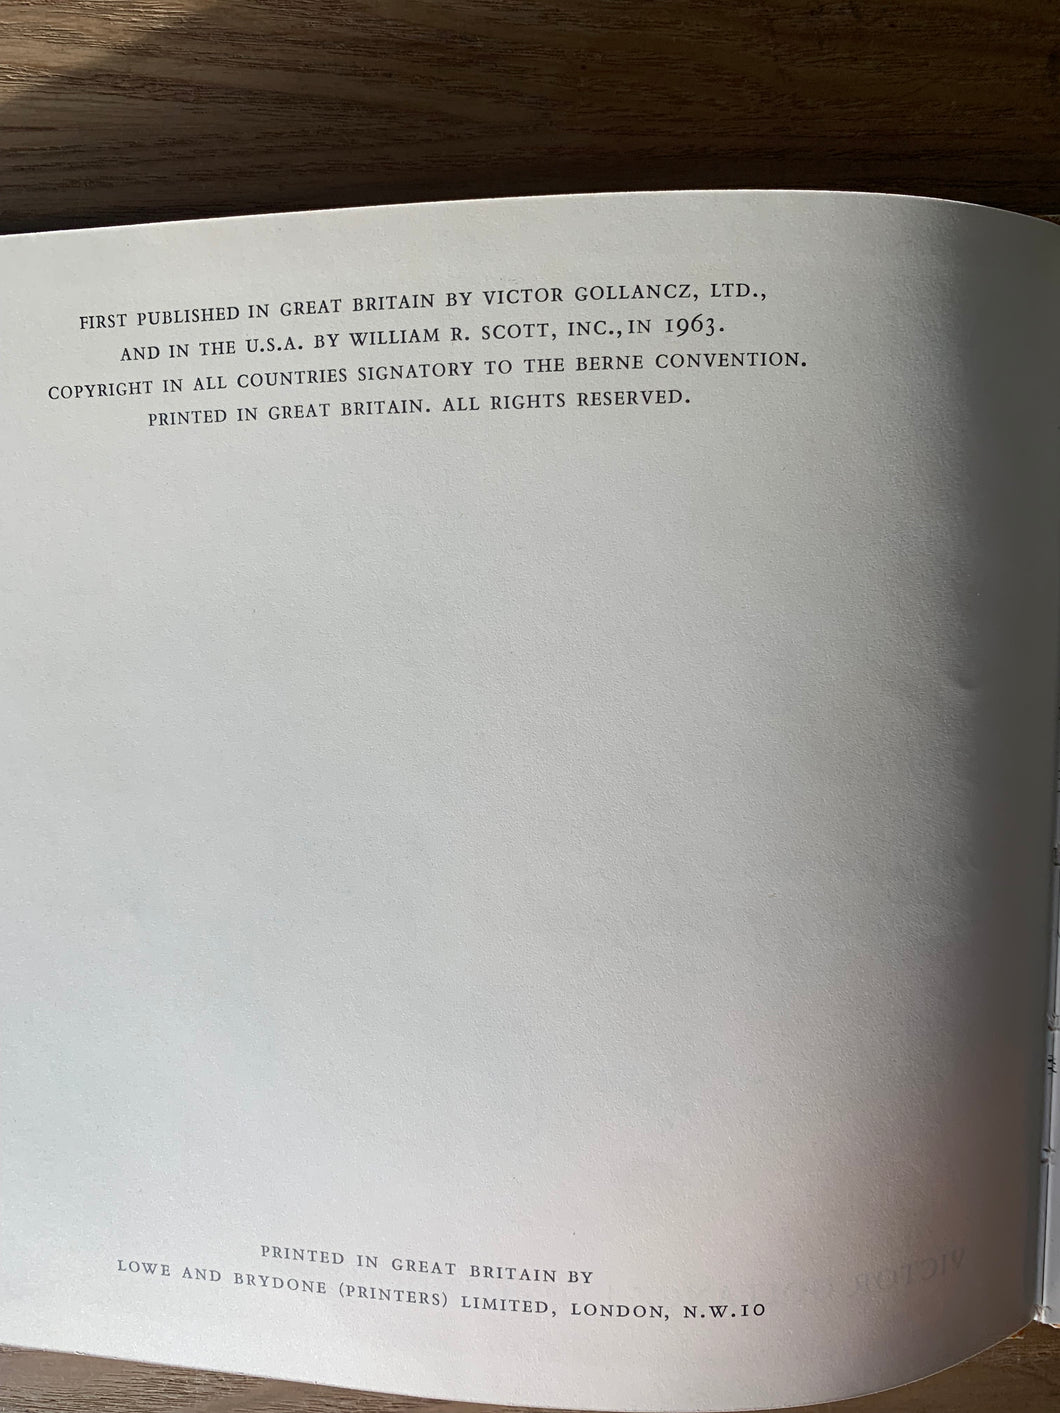 FIRST PUBLISHED IN GREAT BRITAIN BY VICTOR GOLLANCZ, LTD.,
AND IN THE U.S.A. BY WILLIAM R. SCOTT, INC., IN 1963.
COPYRIGHT IN ALL COUNTRIES SIGNATORY TO THE BERNE CONVENTION.
PRINTED IN GREAT BRITAIN. ALL RIGHTS RESERVED.
PRINTED IN GREAT BRITAIN BY
LOWE AND BRYDONE (PRINTERS) LIMITED, LONDON, N.W.10